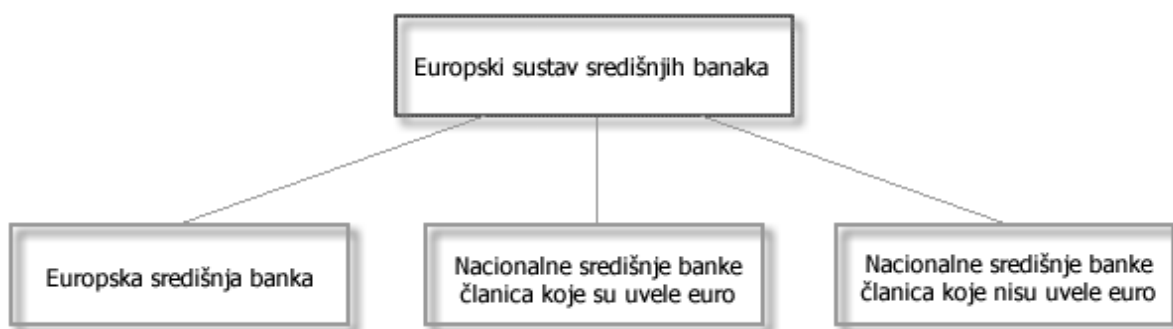 Europski sustav središnjih banaka
Europska središnja banka
Nacionalne središnje banke
članica koje su uvele euro
Nacionalne središnje banke
članica koje nisu uvele euro